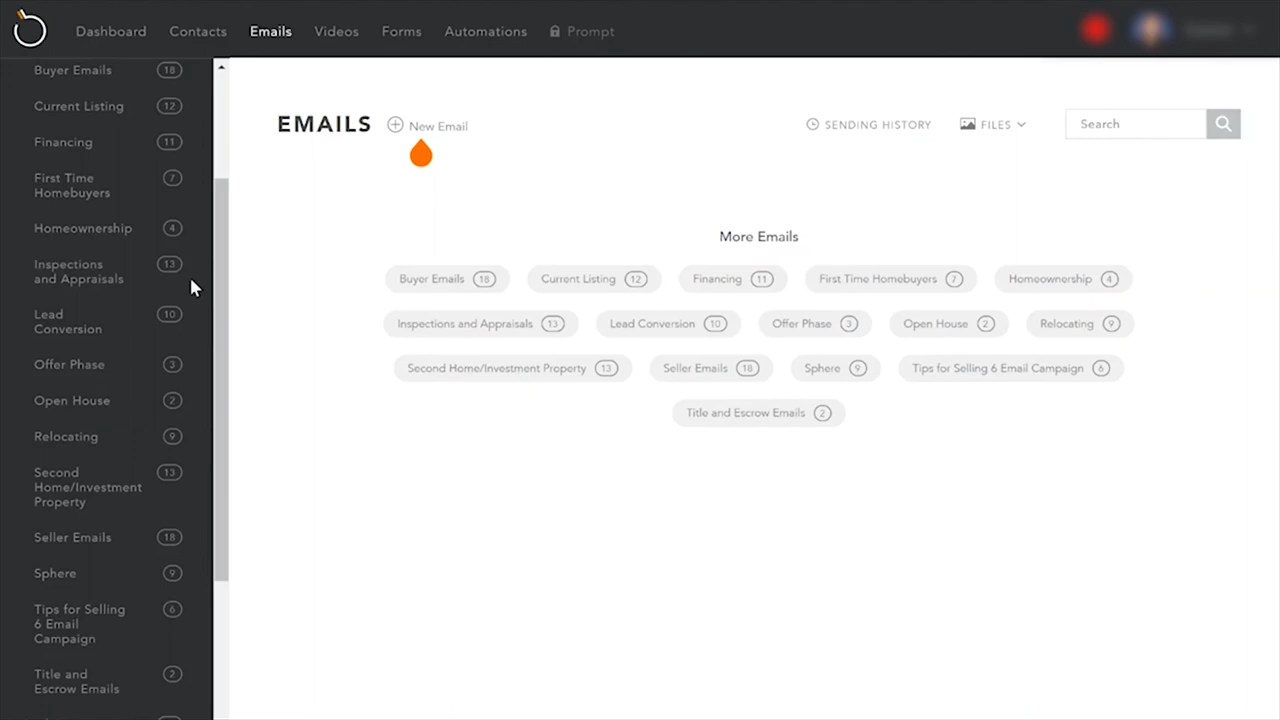 Dashboard Contacts Emails Videos Forms Automations Prompt
Buyer Emails 18
Current Listing 12
Financing 11
First Time 7
Homebuyers
Homeownership 4
Inspections 13
and Appraisals
Lead 10
Conversion
Offer Phase 3
Open House 2
Relocating 9
Second 13
Home/Investment
Property
Seller Emails 18
Sphere 9
Tips for Selling 6
6 Email
Campaign
Title and 2
Escrow Emails
EMAILS New Email SENDING HISTORY FILES Search
More Emails
Buyer Emails 18 Current Listing 12 Financing 11 First Time Homebuyers 7 Homeownership 4
Inspections and Appraisals 13 Lead Conversion 10 Offer Phase 3 Open House 2 Relocating 9
Second Home/Investment Property 13 Seller Emails 18 Sphere 9 Tips for Selling 6 Email Campaign 6
Title and Escrow Emails 2